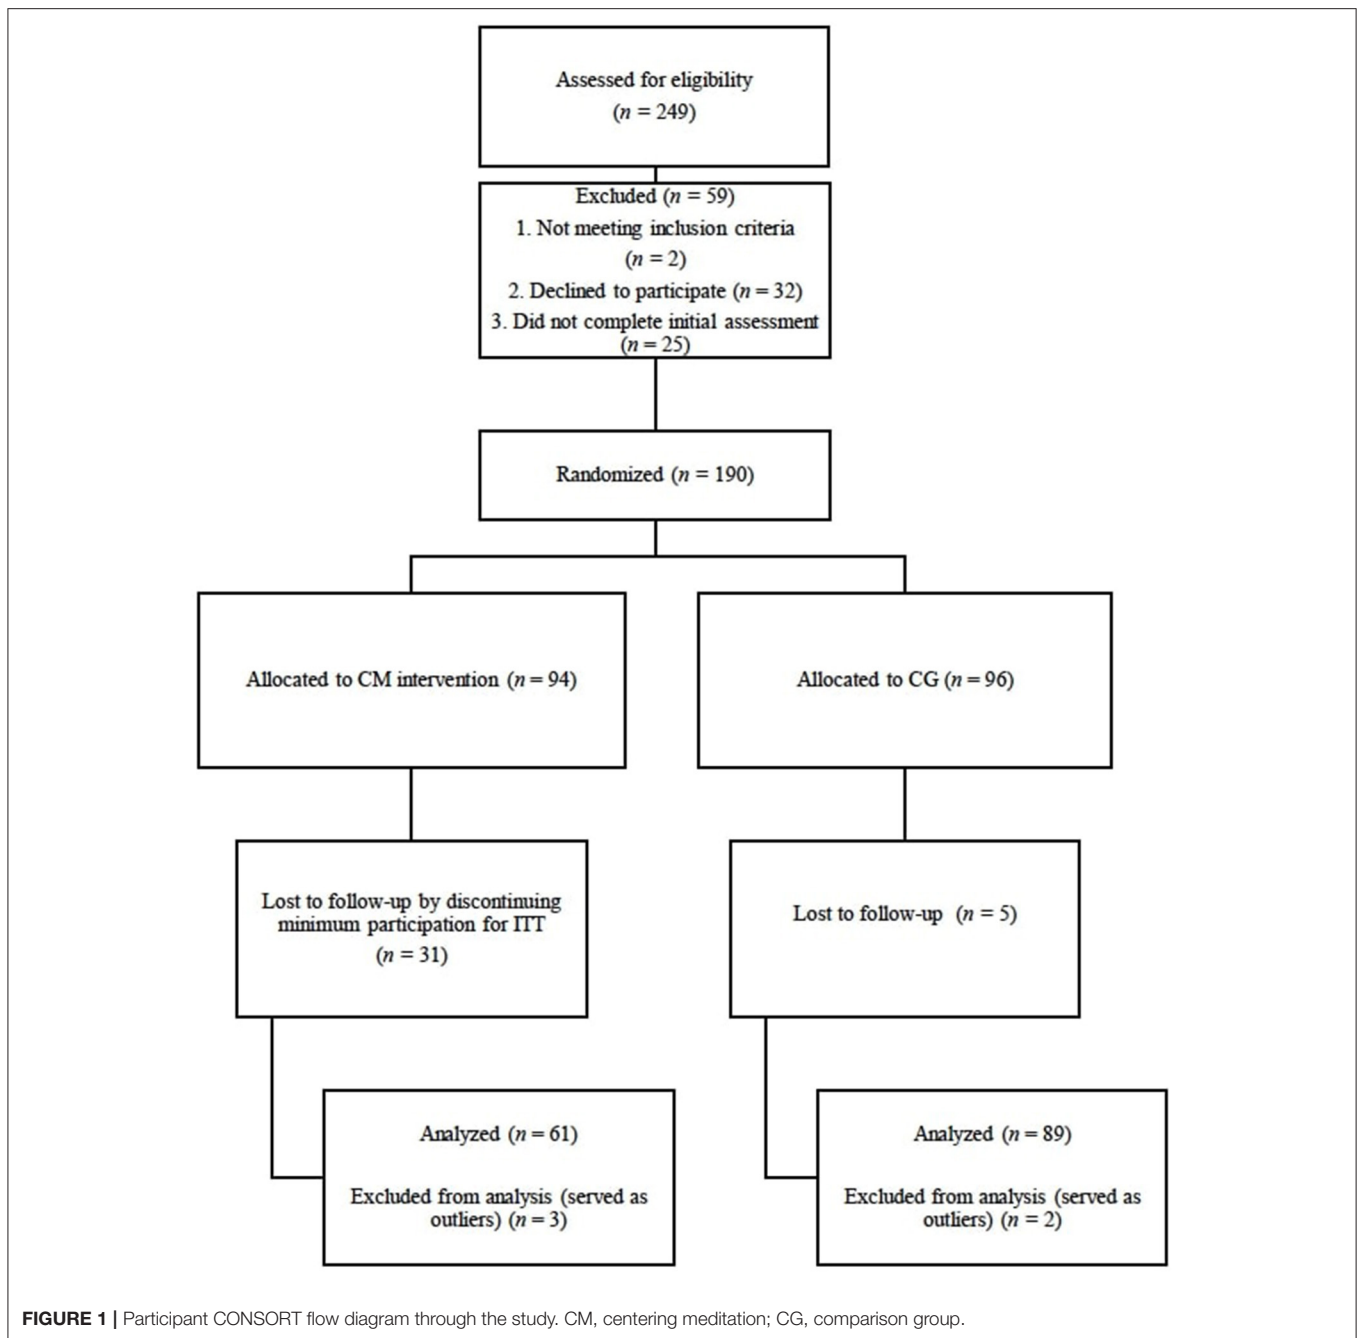 Assessed for eligibility
(n = 249)
Excluded (n = 59)
1. Not meeting inclusion criteria
(n = 2)
2. Declined to participate (n = 32)
3. Did not complete initial assessment
(n = 25)
Randomized (n = 190)
Allocated to CM intervention (n = 94)
Allocated to CG (n = 96)
Lost to follow-up by discontinuing
minimum participation for ITT
(n = 31)
Lost to follow-up (n = 5)
Analyzed (n = 61)
Excluded from analysis (served as
outliers) (n = 3)
Analyzed (n = 89)
Excluded from analysis (served as
outliers) (n = 2)
FIGURE 1 | Participant CONSORT flow diagram through the study. CM, centering meditation; CG, comparison group.